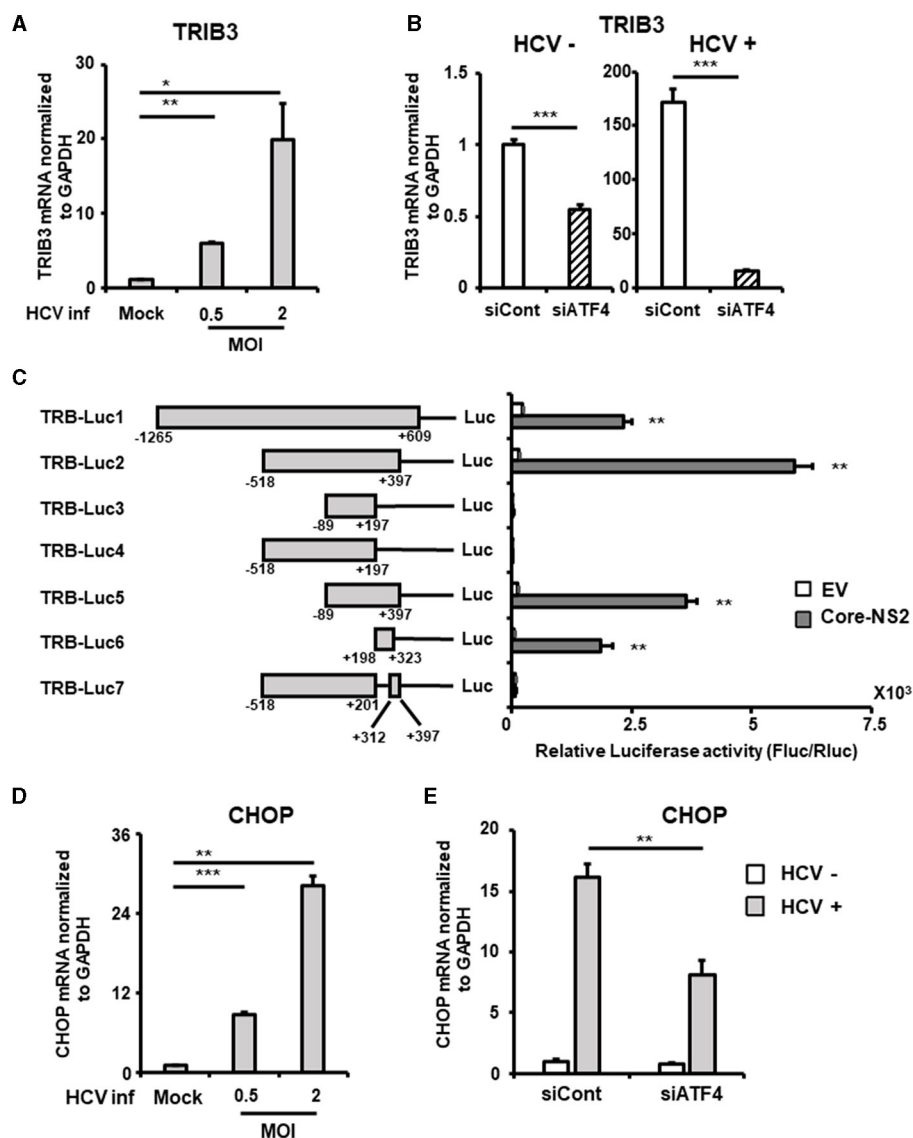 A
TRIB3
TRIB3 mRNA normalized
to GAPDH
30
20
10
0
*
**
HCV inf
Mock
0.5
2
MOI
B
TRIB3
HCV -
HCV +
TRIB3 mRNA normalized
to GAPDH
1.5
1
0.5
0
***
siCont
siATF4
200
150
100
50
0
***
siCont
siATF4
C
TRB-Luc1
-1265
+609
Luc
**
TRB-Luc2
-518
+397
Luc
**
TRB-Luc3
-89
+197
Luc
TRB-Luc4
-518
+197
Luc
TRB-Luc5
-89
+397
Luc
**
TRB-Luc6
+198
+323
Luc
**
TRB-Luc7
-518
+201
+312
+397
Luc
EV
Core-NS2
X10³
0
2.5
5
7.5
Relative Luciferase activity (Fluc/Rluc)
D
CHOP
CHOP mRNA normalized
to GAPDH
36
24
12
0
**
***
HCV inf
Mock
0.5
2
MOI
E
CHOP
CHOP mRNA normalized
to GAPDH
20
15
10
5
0
**
HCV -
HCV +
siCont
siATF4